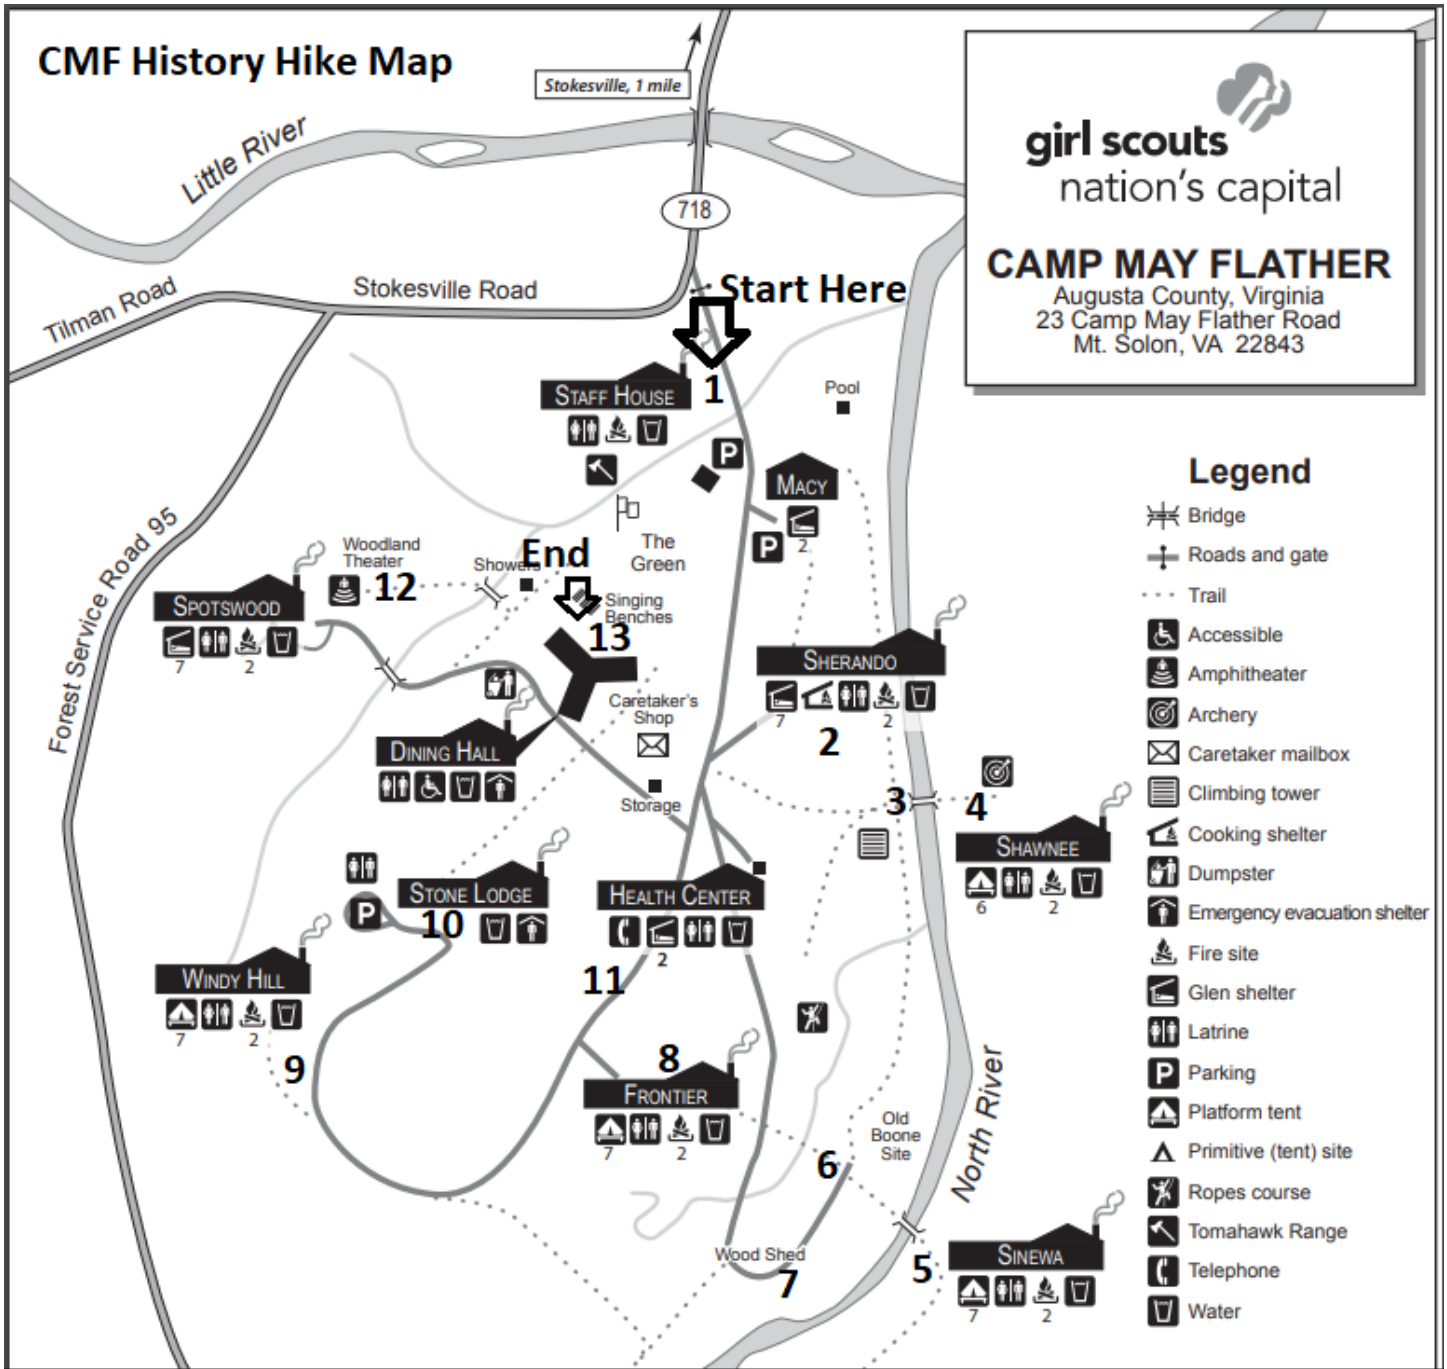 CMF History Hike Map
Stokesville, 1 mile
Little River
718
girl scouts
nation's capital
CAMP MAY FLATHER
Augusta County, Virginia
23 Camp May Flather Road
Mt. Solon, VA 22843
Tilman Road
Stokesville Road
Start Here
STAFF HOUSE
1
Pool
P
MACY
2
P
The
Green
Forest Service Road 95
Woodland
Theater
12
Showers
End
Singing
Benches
13
SPOTSWOOD
7
2
SHERANDO
7
2
2
Caretaker's
Shop
DINING HALL
Storage
3
4
SHAWNEE
6
2
STONE LODGE
P
10
HEALTH CENTER
2
11
WINDY HILL
7
2
9
8
FRONTIER
7
2
Old
Boone
Site
6
North River
Wood Shed
7
5
SINEWA
7
2
Legend
Bridge
Roads and gate
Trail
Accessible
Amphitheater
Archery
Caretaker mailbox
Climbing tower
Cooking shelter
Dumpster
Emergency evacuation shelter
Fire site
Glen shelter
Latrine
P Parking
Platform tent
Primitive (tent) site
Ropes course
Tomahawk Range
Telephone
Water